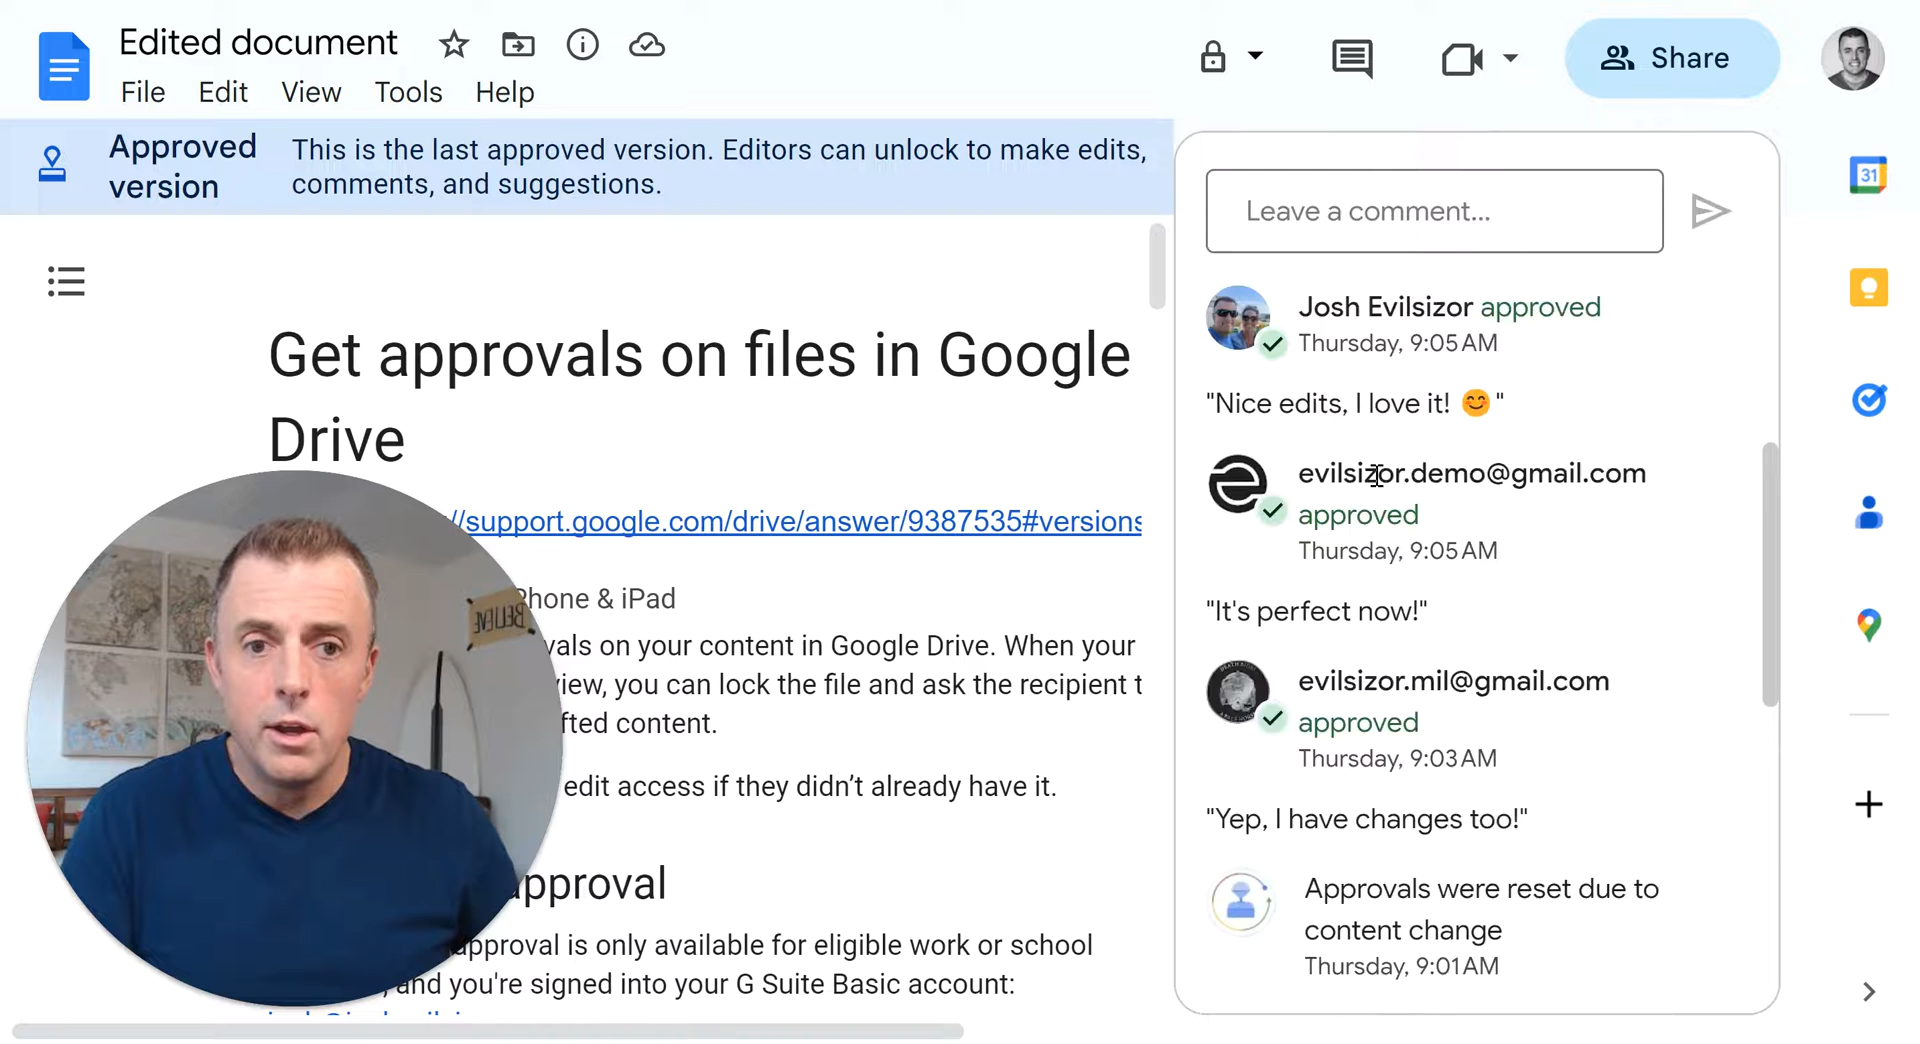 Edited document
File Edit View Tools Help
Share
Approved version
This is the last approved version. Editors can unlock to make edits,
comments, and suggestions.
Get approvals on files in Google
Drive
//support.google.com/drive/answer/9387535#versions
Phone & iPad
vals on your content in Google Drive. When your
view, you can lock the file and ask the recipient t
fted content.
edit access if they didn’t already have it.
approval
approval is only available for eligible work or school
and you're signed into your G Suite Basic account:
BELIEVE
Leave a comment...
Josh Evilsizor approved
Thursday, 9:05 AM
"Nice edits, I love it! 😊 "
evilsizor.demo@gmail.com
approved
Thursday, 9:05 AM
"It's perfect now!"
evilsizor.mil@gmail.com
approved
Thursday, 9:03 AM
"Yep, I have changes too!"
Approvals were reset due to
content change
Thursday, 9:01 AM
31